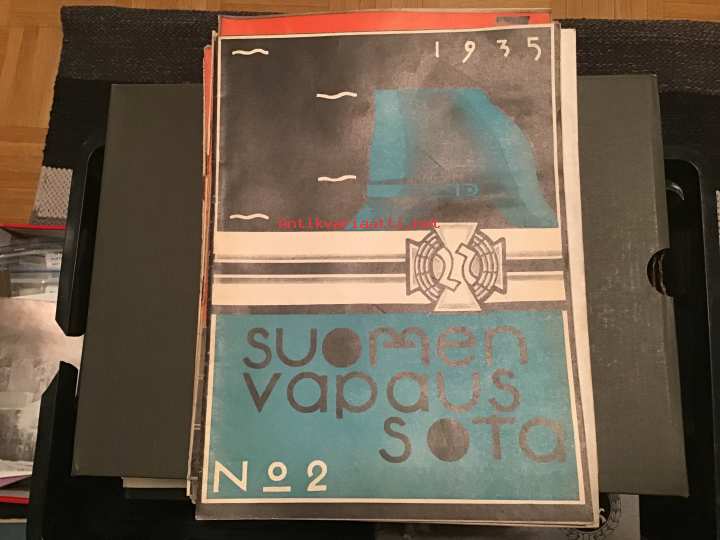 1935
Antikvariaatti.net
SUOMEN
VAPAUS
SOTA
No 2